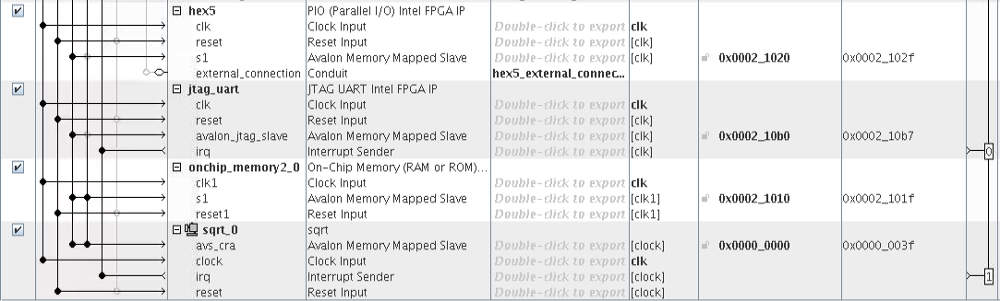 hex5 PIO (Parallel I/O) Intel FPGA IP
clk Clock Input Double-click to export clk
reset Reset Input Double-click to export [clk]
s1 Avalon Memory Mapped Slave Double-click to export [clk] 0x0002_1020 0x0002_102f
external_connection Conduit hex5_external_connec...
jtag_uart JTAG UART Intel FPGA IP
clk Clock Input Double-click to export clk
reset Reset Input Double-click to export [clk]
avalon_jtag_slave Avalon Memory Mapped Slave Double-click to export [clk] 0x0002_10b0 0x0002_10b7
irq Interrupt Sender Double-click to export [clk] 0
onchip_memory2_0 On-Chip Memory (RAM or ROM)...
clk1 Clock Input Double-click to export clk
s1 Avalon Memory Mapped Slave Double-click to export [clk1] 0x0002_1010 0x0002_101f
reset1 Reset Input Double-click to export [clk1]
sqrt_0 sqrt
avs_cra Avalon Memory Mapped Slave Double-click to export [clock] 0x0000_0000 0x0000_003f
clock Clock Input Double-click to export clk
irq Interrupt Sender Double-click to export [clock] 1
reset Reset Input Double-click to export [clock]